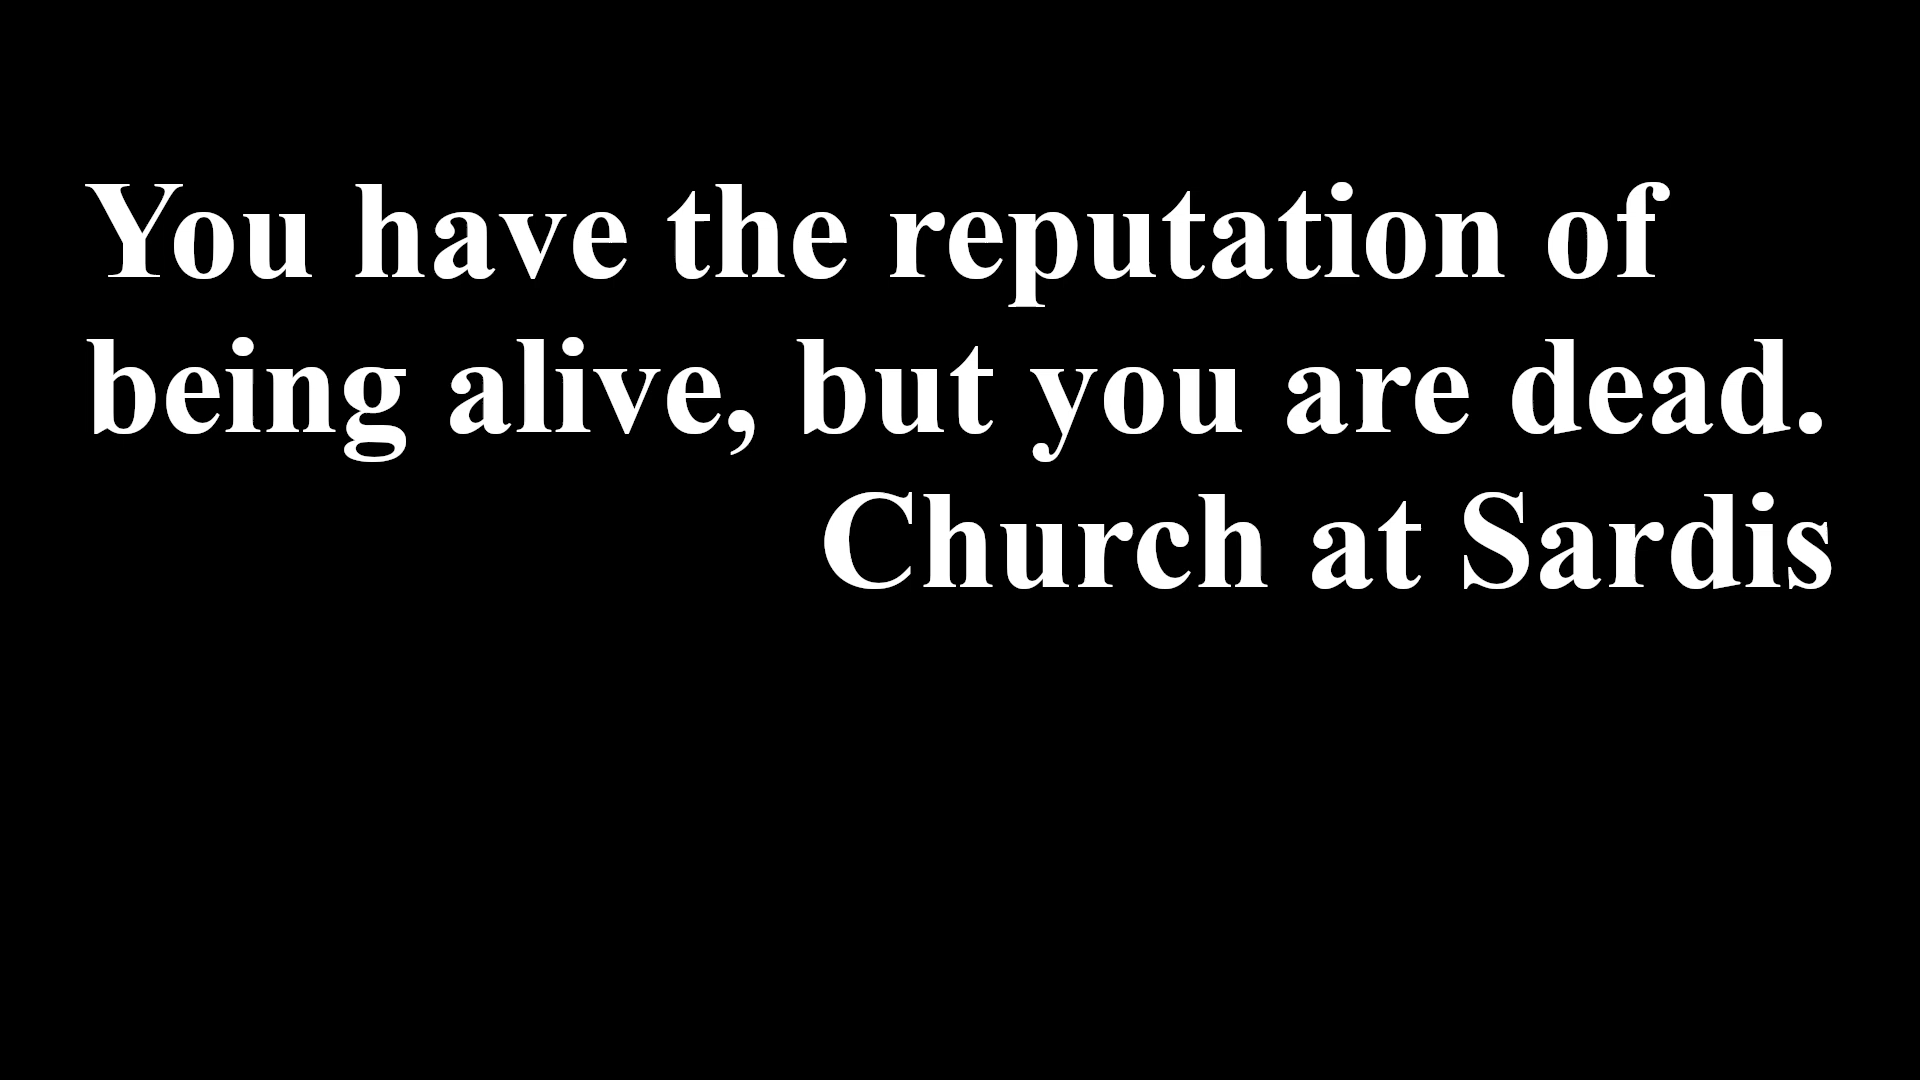 You have the reputation of
being alive, but you are dead.
Church at Sardis